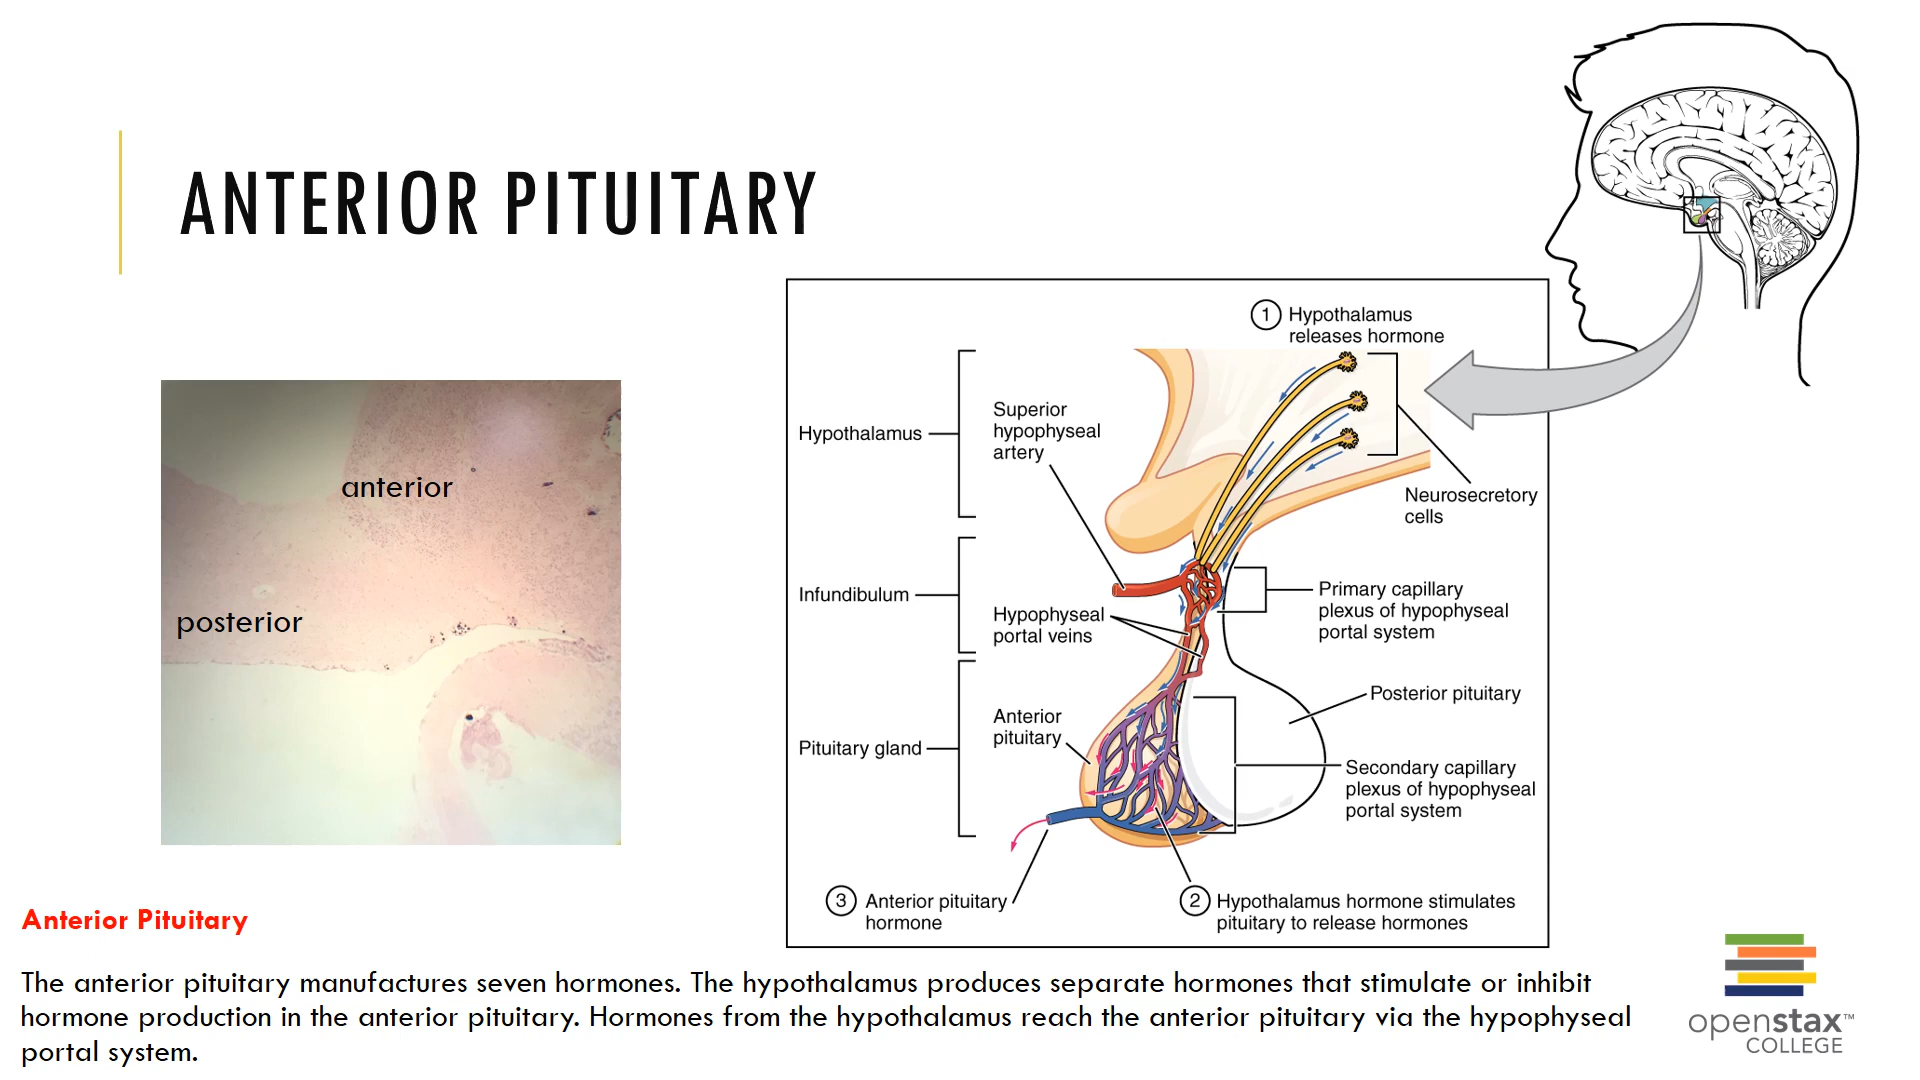 ANTERIOR PITUITARY
anterior
posterior
1 Hypothalamus
releases hormone
Hypothalamus
Superior
hypophyseal
artery
Neurosecretory
cells
Infundibulum
Hypophyseal
portal veins
Primary capillary
plexus of hypophyseal
portal system
Posterior pituitary
Anterior
pituitary
Pituitary gland
Secondary capillary
plexus of hypophyseal
portal system
3 Anterior pituitary
hormone
2 Hypothalamus hormone stimulates
pituitary to release hormones
Anterior Pituitary
The anterior pituitary manufactures seven hormones. The hypothalamus produces separate hormones that stimulate or inhibit
hormone production in the anterior pituitary. Hormones from the hypothalamus reach the anterior pituitary via the hypophyseal
portal system.
openstax™
COLLEGE